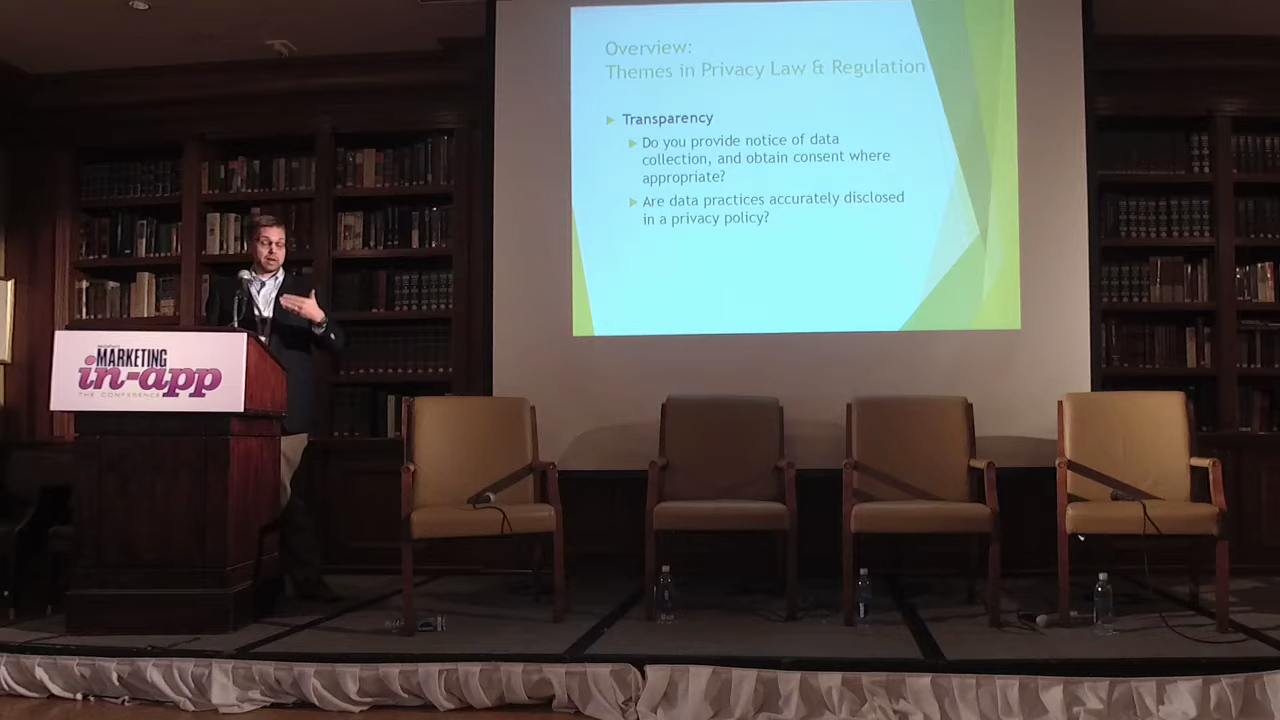 Overview:
Themes in Privacy Law & Regulation
Transparency
Do you provide notice of data
collection, and obtain consent where
appropriate?
Are data practices accurately disclosed
in a privacy policy?
MARKETING
in-app
THE CONFERENCE